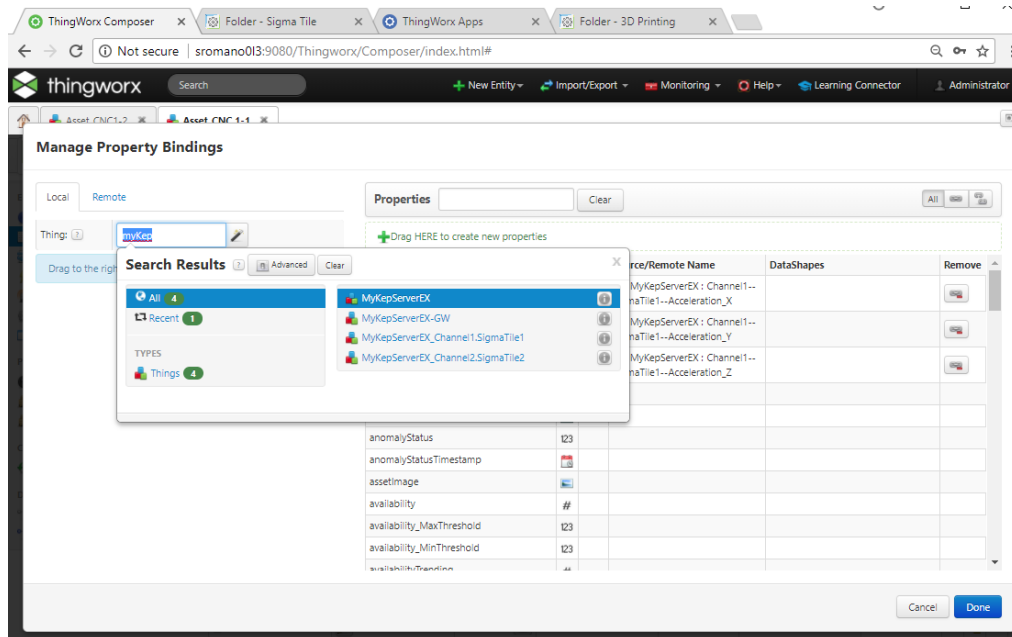 ThingWorx Composer
Folder - Sigma Tile
ThingWorx Apps
Folder - 3D Printing
Not secure | sromano0l3:9080/Thingworx/Composer/index.html#
thingworx
Search
New Entity
Import/Export
Monitoring
Help
Learning Connector
Administrator
Asset_CNC1-2
Asset_CNC 1-1
Manage Property Bindings
Local
Remote
Properties
Clear
All
Thing:
myKep
Drag HERE to create new properties
Drag to the righ
Search Results
Advanced
Clear
rce/Remote Name
DataShapes
Remove
All 4
Recent 1
TYPES
Things 4
MyKepServerEX
MyKepServerEX-GW
MyKepServerEX_Channel1.SigmaTile1
MyKepServerEX_Channel2.SigmaTile2
MyKepServerEX : Channel1--
maTile1--Acceleration_X
MyKepServerEX : Channel1--
maTile1--Acceleration_Y
MyKepServerEX : Channel1--
maTile1--Acceleration_Z
anomalyStatus 123
anomalyStatusTimestamp
assetImage
availability #
availability_MaxThreshold 123
availability_MinThreshold 123
availabilityTrending #
Cancel
Done